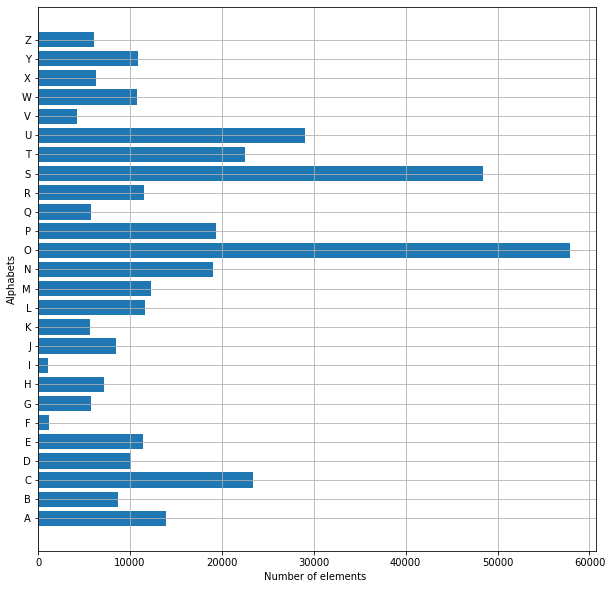 Z
Y
X
W
V
U
T
S
R
Q
P
O
N
M
L
K
J
I
H
G
F
E
D
C
B
A
Alphabets
0 10000 20000 30000 40000 50000 60000
Number of elements